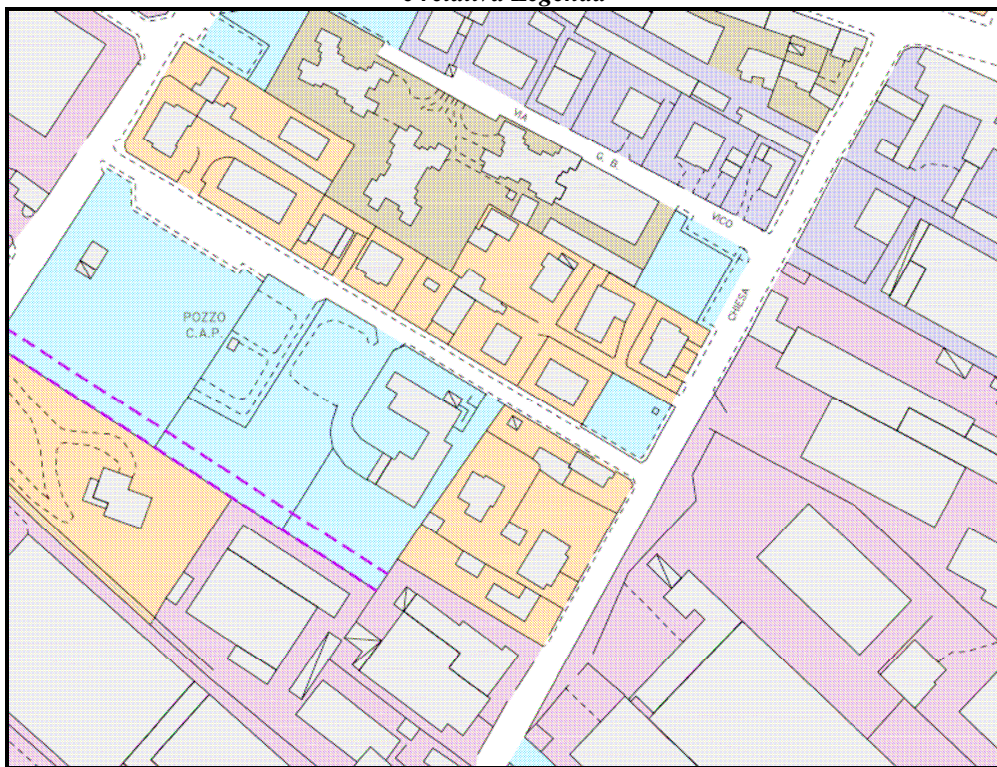 e relativa Legenda
VIA
G. B.
VICO
CHIESA
POZZO
C.A.P.